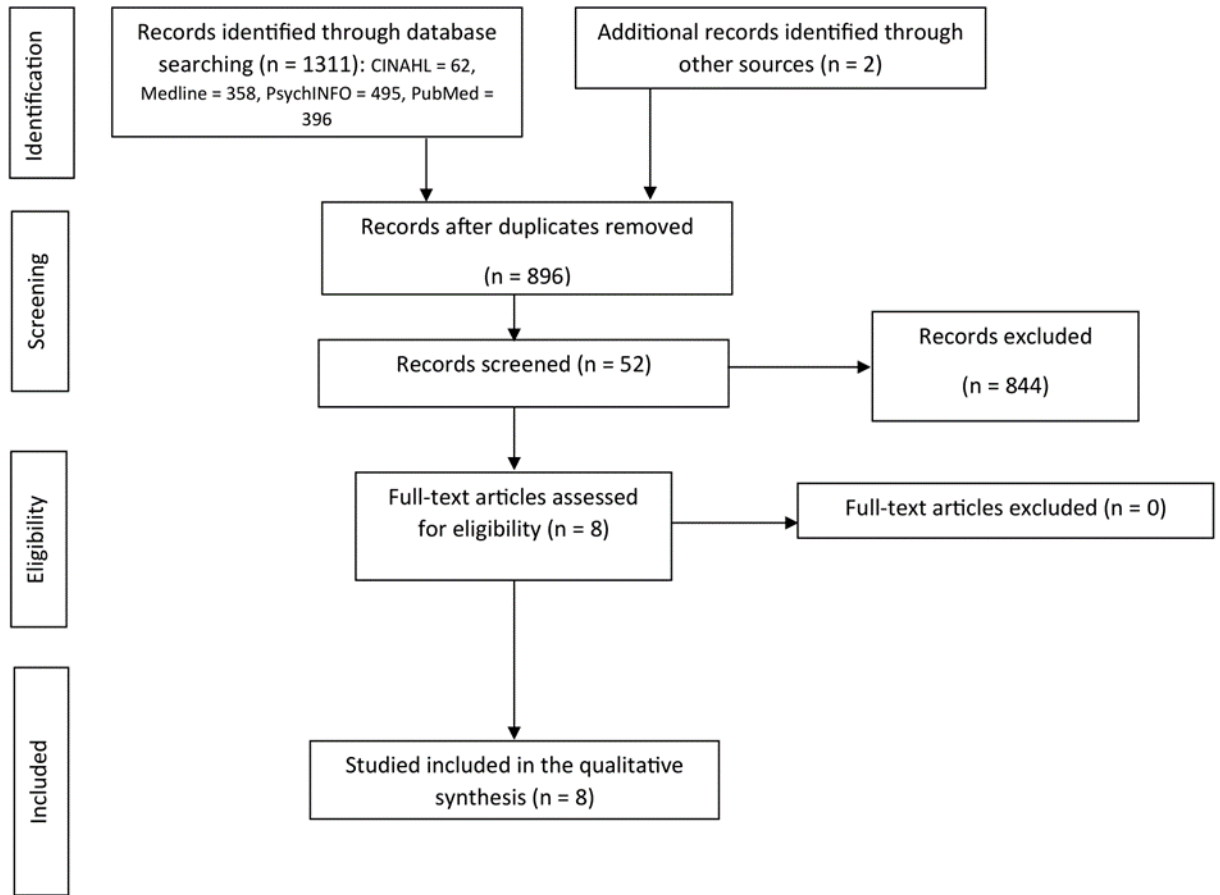 Identification
Records identified through database
searching (n = 1311): CINAHL = 62,
Medline = 358, PsychINFO = 495, PubMed =
396
Additional records identified through
other sources (n = 2)
Screening
Records after duplicates removed
(n = 896)
Records screened (n = 52)
Records excluded
(n = 844)
Eligibility
Full-text articles assessed
for eligibility (n = 8)
Full-text articles excluded (n = 0)
Included
Studied included in the qualitative
synthesis (n = 8)